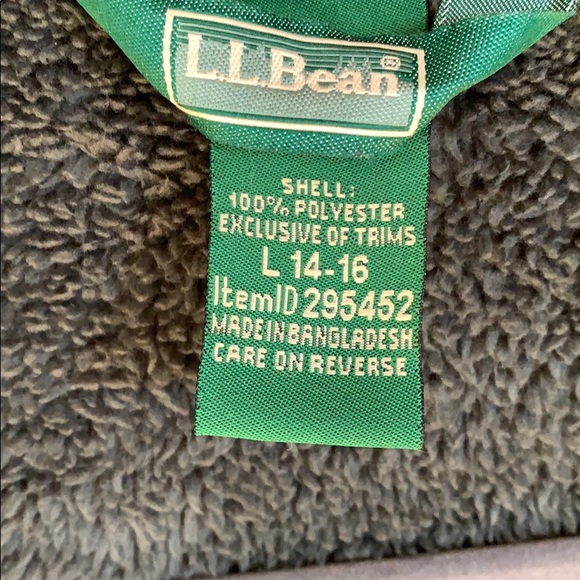 L.L.Bean®
SHELL:
100% POLYESTER
EXCLUSIVE OF TRIMS
L 14-16
ItemID 295452
MADE IN BANGLADESH
CARE ON REVERSE